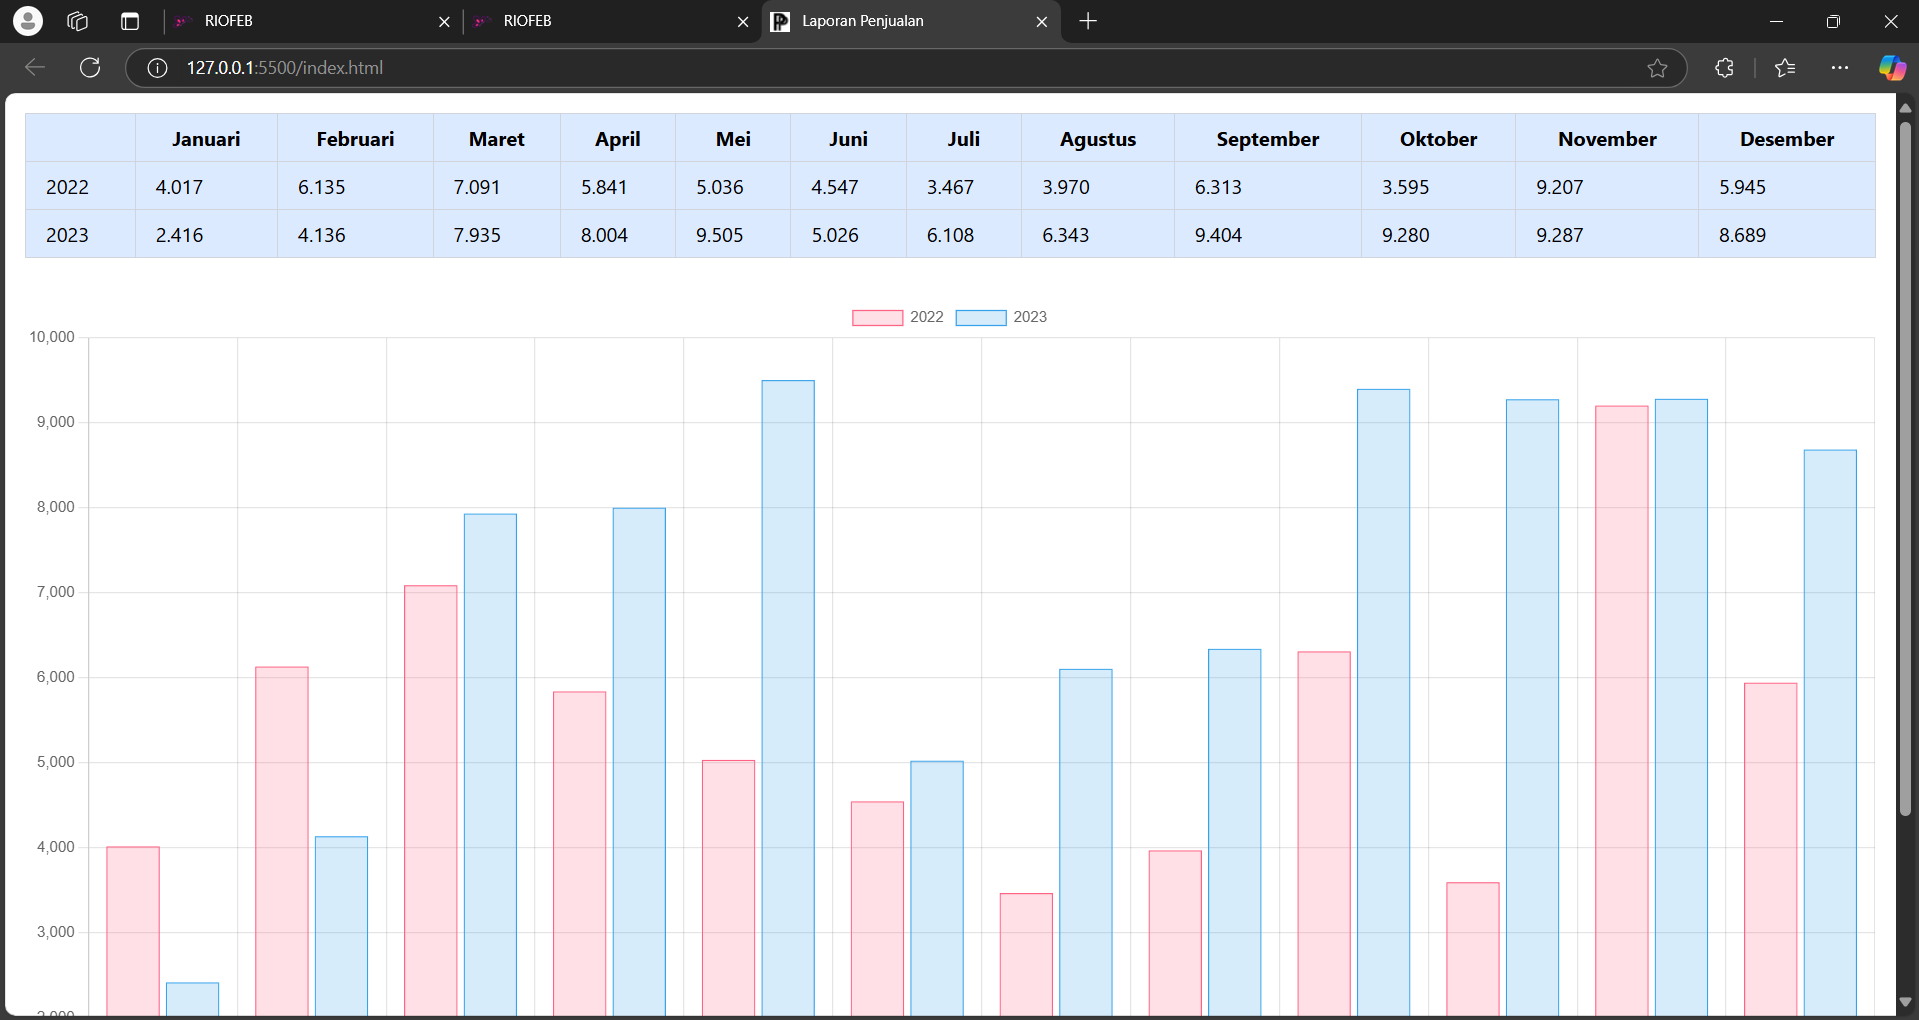 RIOFEB RIOFEB Laporan Penjualan
127.0.0.1:5500/index.html
Januari Februari Maret April Mei Juni Juli Agustus September Oktober November Desember
2022 4.017 6.135 7.091 5.841 5.036 4.547 3.467 3.970 6.313 3.595 9.207 5.945
2023 2.416 4.136 7.935 8.004 9.505 5.026 6.108 6.343 9.404 9.280 9.287 8.689
2022 2023
10,000
9,000
8,000
7,000
6,000
5,000
4,000
3,000